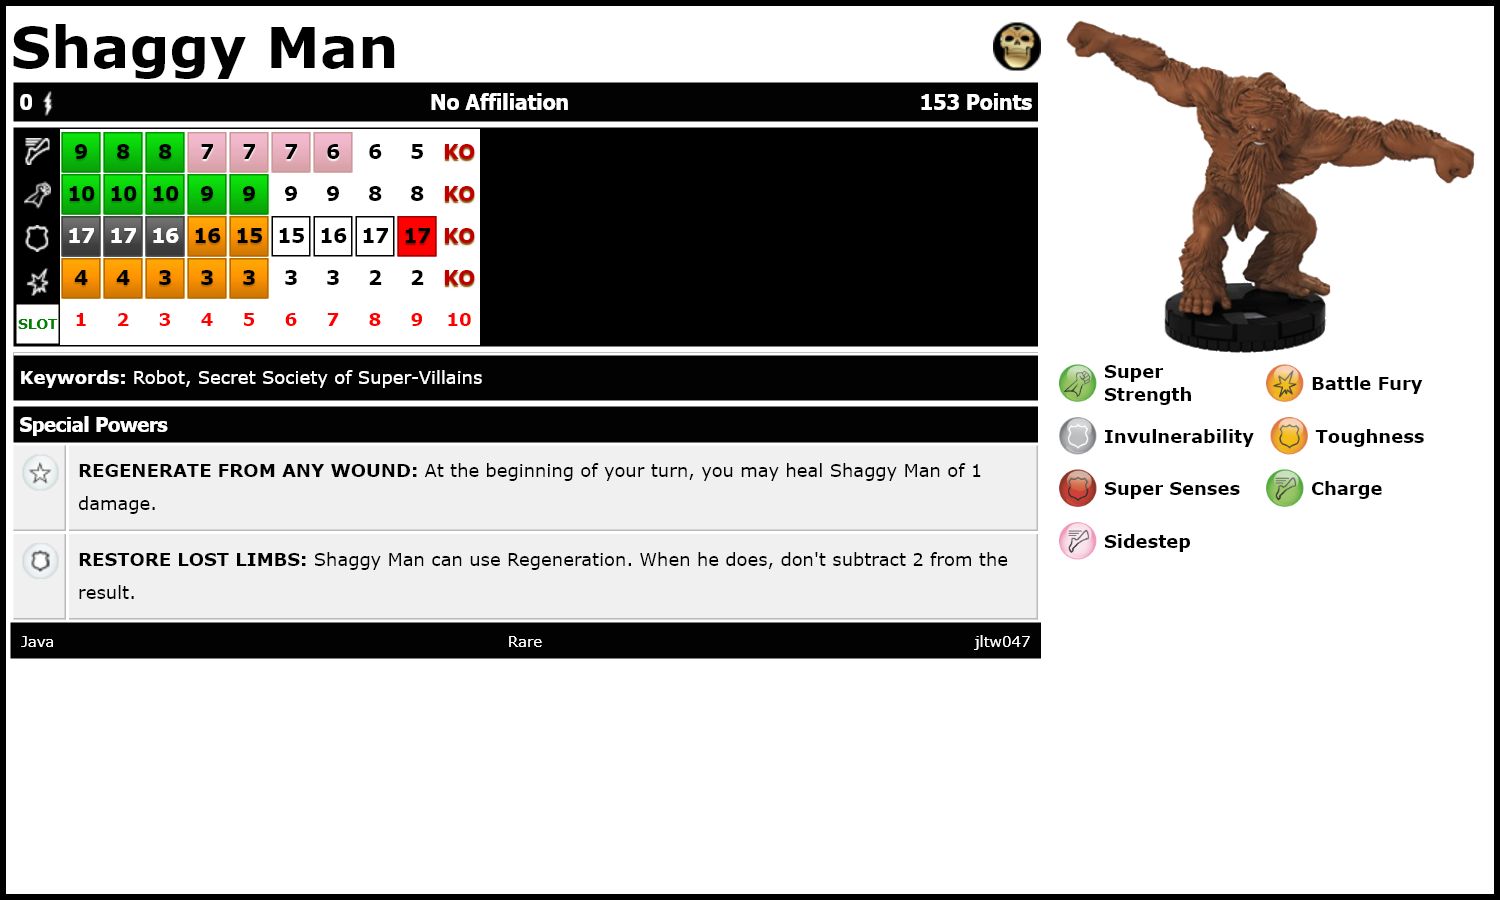 Shaggy Man
0 No Affiliation 153 Points
9 8 8 7 7 7 6 6 5 KO
10 10 10 9 9 9 9 8 8 KO
17 17 16 16 15 15 16 17 17 KO
4 4 3 3 3 3 3 2 2 KO
SLOT 1 2 3 4 5 6 7 8 9 10
Keywords: Robot, Secret Society of Super-Villains
Special Powers
REGENERATE FROM ANY WOUND: At the beginning of your turn, you may heal Shaggy Man of 1
damage.
RESTORE LOST LIMBS: Shaggy Man can use Regeneration. When he does, don't subtract 2 from the
result.
Java Rare jltw047
Super
Strength
Battle Fury
Invulnerability
Toughness
Super Senses
Charge
Sidestep